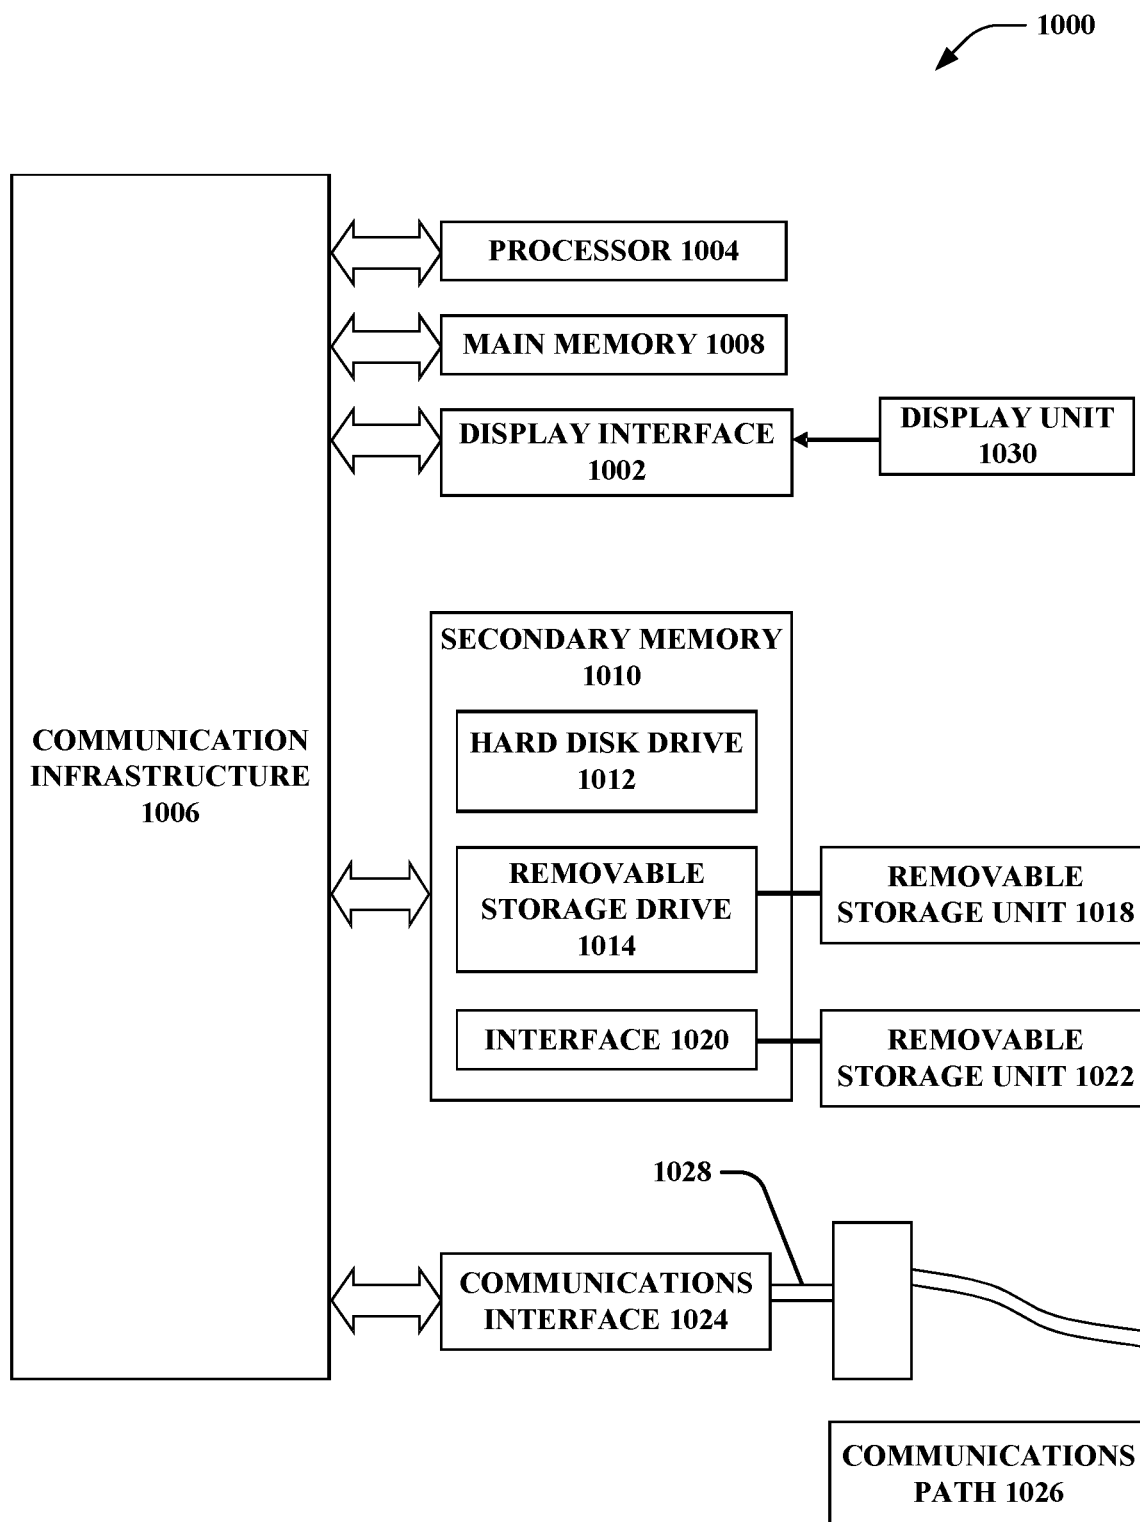 1000
PROCESSOR 1004
MAIN MEMORY 1008
DISPLAY INTERFACE
1002
DISPLAY UNIT
1030
SECONDARY MEMORY
1010
HARD DISK DRIVE
1012
COMMUNICATION
INFRASTRUCTURE
1006
REMOVABLE
STORAGE DRIVE
1014
REMOVABLE
STORAGE UNIT 1018
INTERFACE 1020
REMOVABLE
STORAGE UNIT 1022
1028
COMMUNICATIONS
INTERFACE 1024
COMMUNICATIONS
PATH 1026